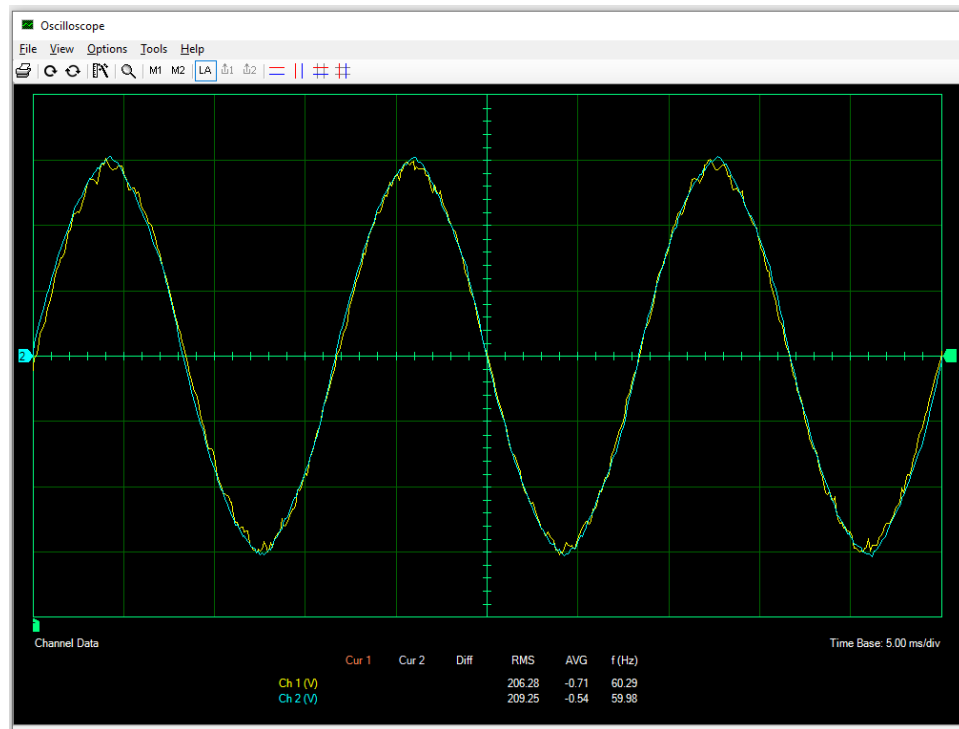 Oscilloscope
File View Options Tools Help
M1 M2 LA 1 2
2
Channel Data Time Base: 5.00 ms/div
Cur 1 Cur 2 Diff RMS AVG f (Hz)
Ch 1 (V) 206.28 -0.71 60.29
Ch 2 (V) 209.25 -0.54 59.98